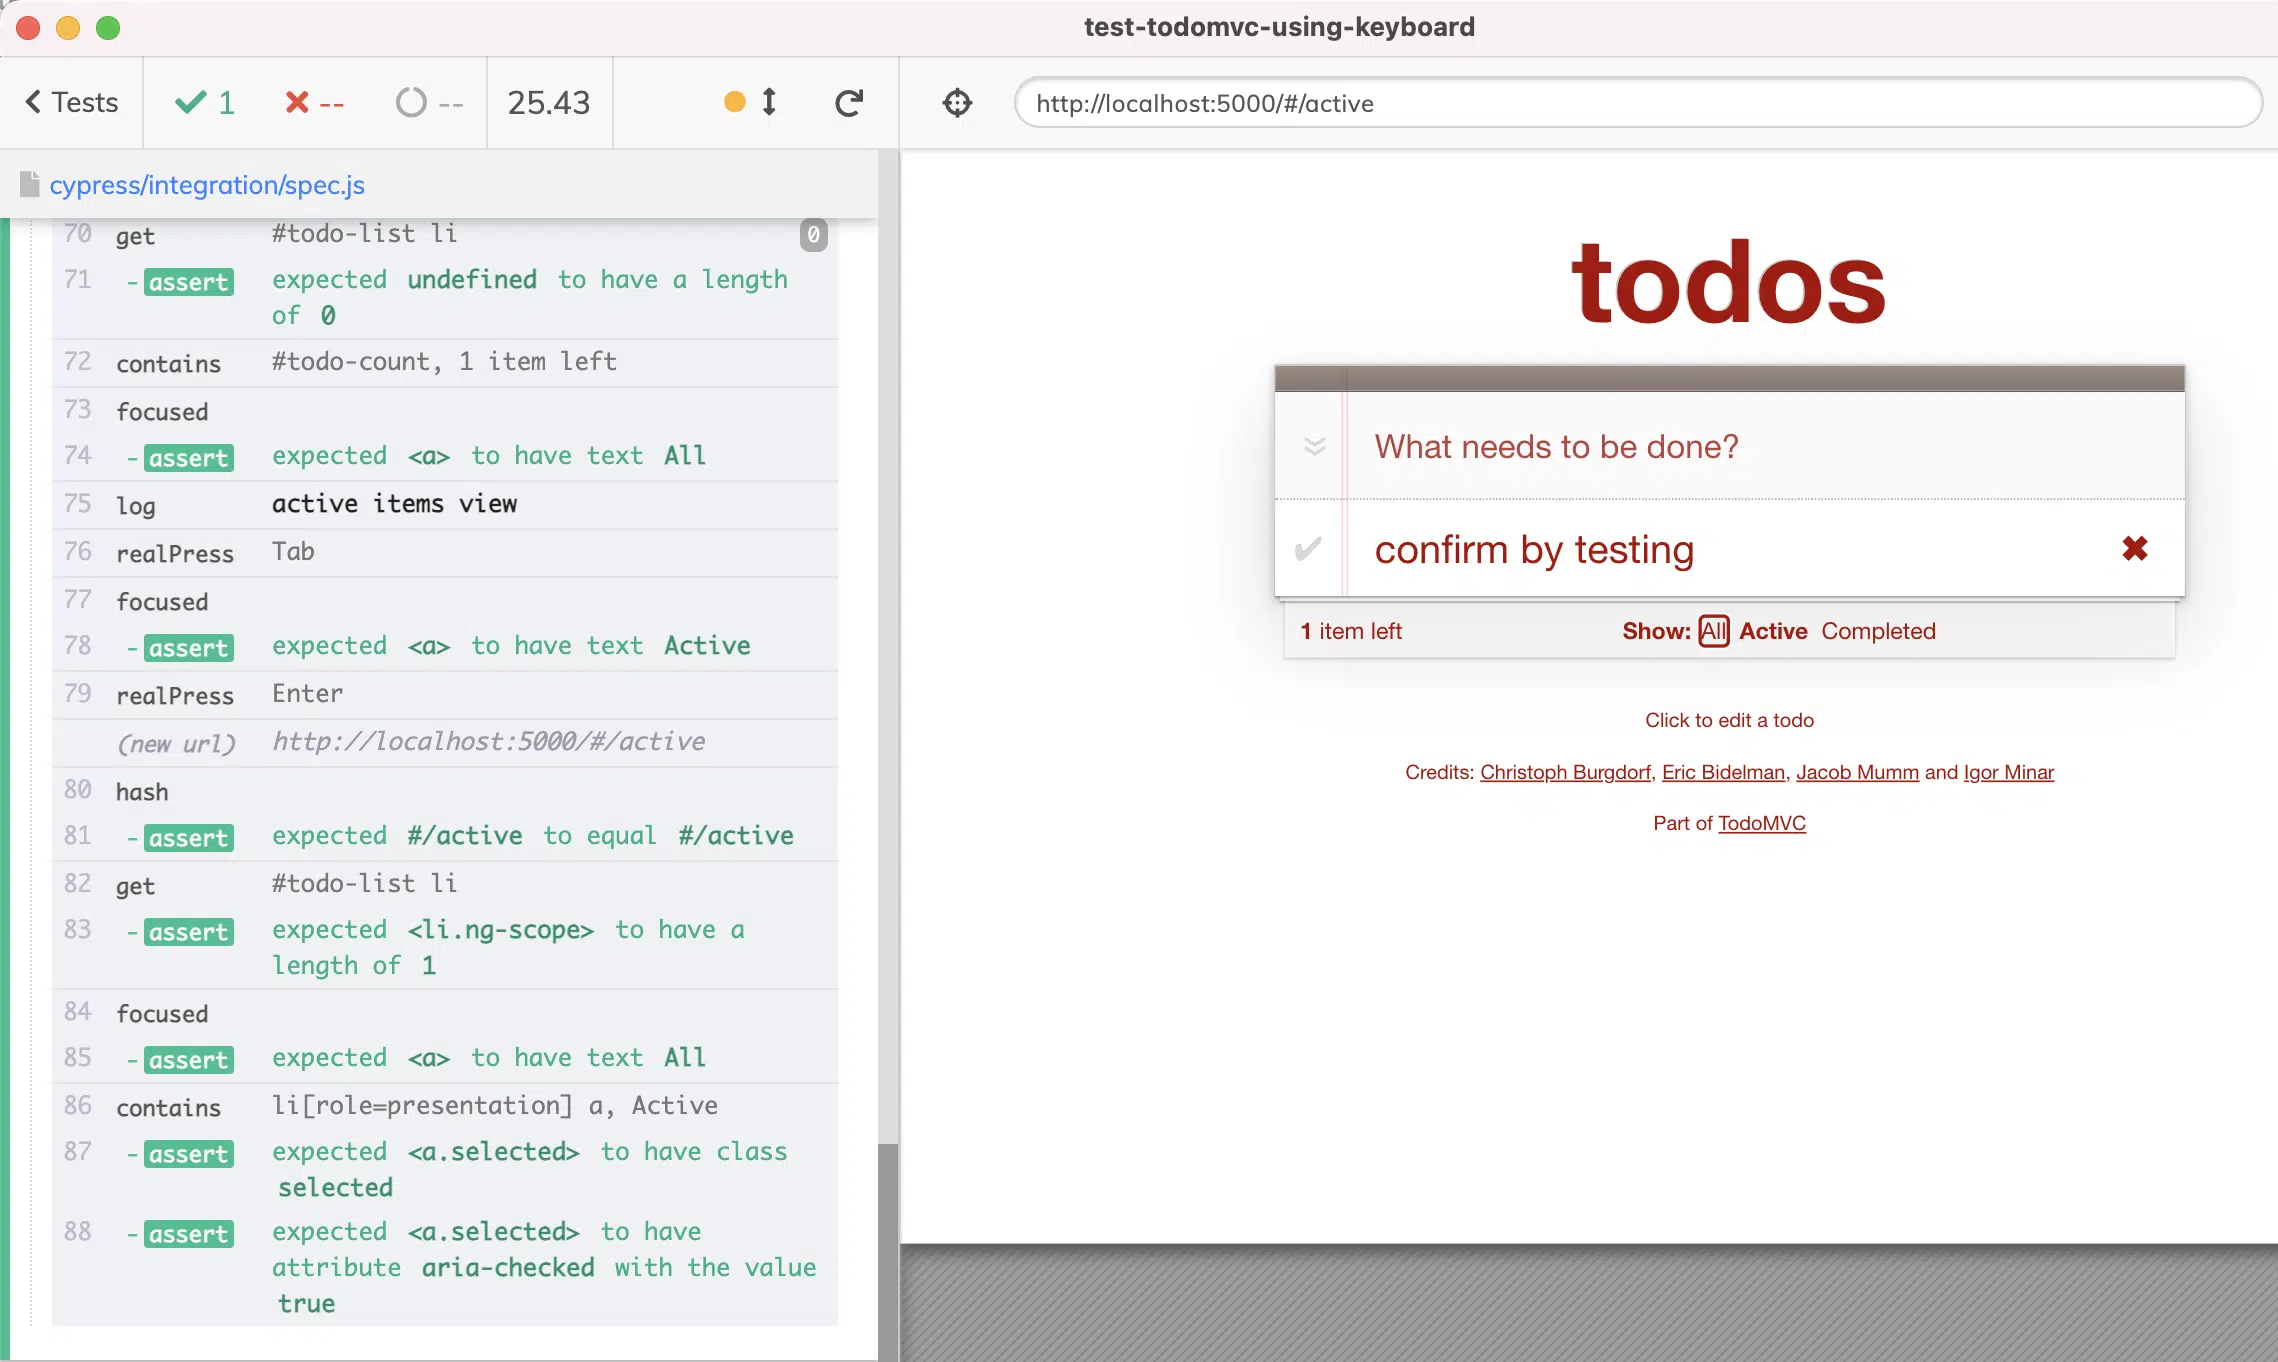 test-todomvc-using-keyboard
Tests
1
--
--
25.43
http://localhost:5000/#/active
cypress/integration/spec.js
70 get #todo-list li 0
71 - assert expected undefined to have a length
of 0
72 contains #todo-count, 1 item left
73 focused
74 - assert expected <a> to have text All
75 log active items view
76 realPress Tab
77 focused
78 - assert expected <a> to have text Active
79 realPress Enter
(new url) http://localhost:5000/#/active
80 hash
81 - assert expected #/active to equal #/active
82 get #todo-list li
83 - assert expected <li.ng-scope> to have a
length of 1
84 focused
85 - assert expected <a> to have text All
86 contains li[role=presentation] a, Active
87 - assert expected <a.selected> to have class
selected
88 - assert expected <a.selected> to have
attribute aria-checked with the value
true
todos
What needs to be done?
confirm by testing
1 item left Show: All Active Completed
Click to edit a todo
Credits: Christoph Burgdorf, Eric Bidelman, Jacob Mumm and Igor Minar
Part of TodoMVC